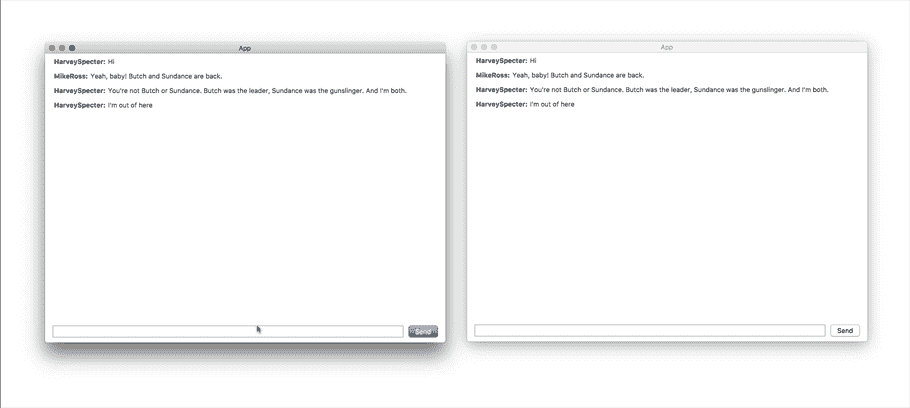 App
HarveySpecter: Hi
MikeRoss: Yeah, baby! Butch and Sundance are back.
HarveySpecter: You're not Butch or Sundance. Butch was the leader, Sundance was the gunslinger. And I'm both.
HarveySpecter: I'm out of here
Send
App
HarveySpecter: Hi
MikeRoss: Yeah, baby! Butch and Sundance are back.
HarveySpecter: You're not Butch or Sundance. Butch was the leader, Sundance was the gunslinger. And I'm both.
HarveySpecter: I'm out of here
Send